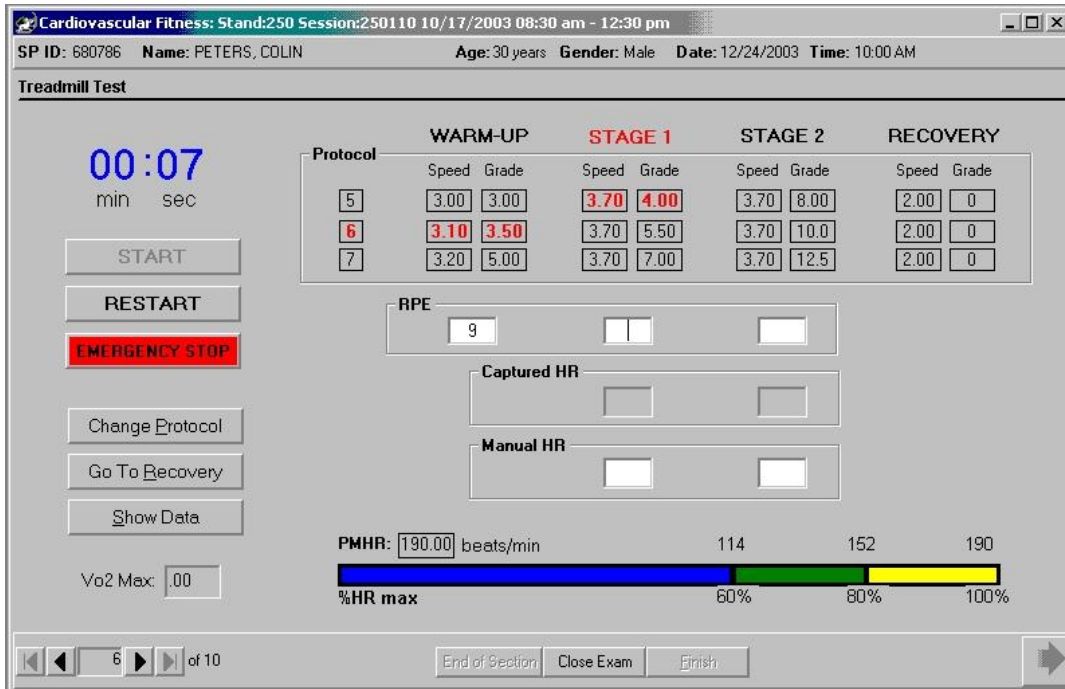 Cardiovascular Fitness: Stand:250 Session:250110 10/17/2003 08:30 am - 12:30 pm
SP ID: 680786 Name: PETERS, COLIN Age: 30 years Gender: Male Date: 12/24/2003 Time: 10:00 AM
Treadmill Test
00:07
min sec
START
RESTART
EMERGENCY STOP
Change Protocol
Go To Recovery
Show Data
Vo2 Max: .00
WARM-UP STAGE 1 STAGE 2 RECOVERY
Protocol
Speed Grade Speed Grade Speed Grade Speed Grade
5 3.00 3.00 3.70 4.00 3.70 8.00 2.00 0
6 3.10 3.50 3.70 5.50 3.70 10.0 2.00 0
7 3.20 5.00 3.70 7.00 3.70 12.5 2.00 0
RPE
9
Captured HR
Manual HR
PMHR: 190.00 beats/min 114 152 190
%HR max 60% 80% 100%
6 of 10
End of Section Close Exam Finish